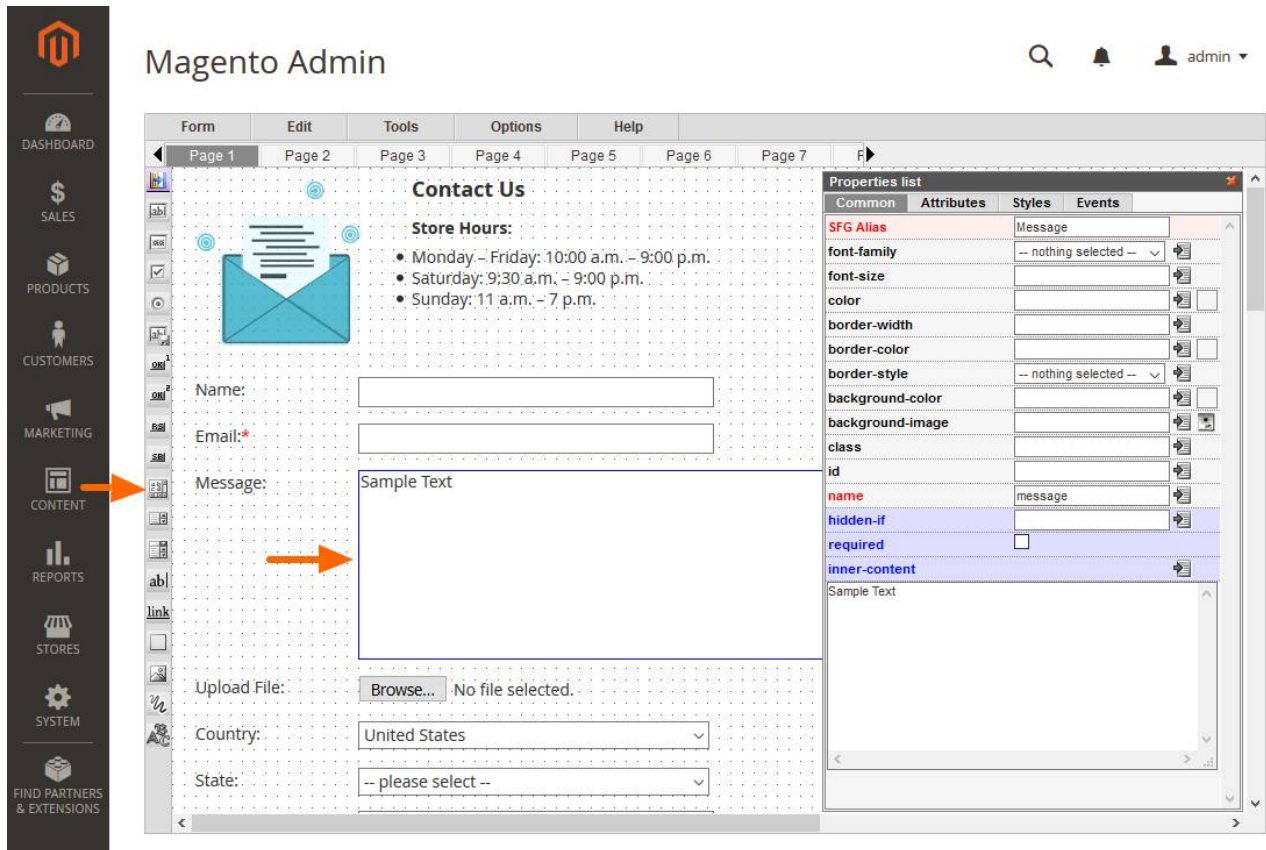 Magento Admin
admin
DASHBOARD
$
SALES
PRODUCTS
CUSTOMERS
MARKETING
CONTENT
REPORTS
STORES
SYSTEM
FIND PARTNERS
& EXTENSIONS
Form Edit Tools Options Help
Page 1 Page 2 Page 3 Page 4 Page 5 Page 6 Page 7
ab|
link
Contact Us
Store Hours:
• Monday – Friday: 10:00 a.m. – 9:00 p.m.
• Saturday: 9:30 a.m. – 9:00 p.m.
• Sunday: 11 a.m. – 7 p.m.
Name:
Email:*
Message:
Sample Text
Upload File:
Browse... No file selected.
Country:
United States
State:
-- please select --
Properties list
Common Attributes Styles Events
SFG Alias Message
font-family -- nothing selected --
font-size
color
border-width
border-color
border-style -- nothing selected --
background-color
background-image
class
id
name message
hidden-if
required
inner-content
Sample Text